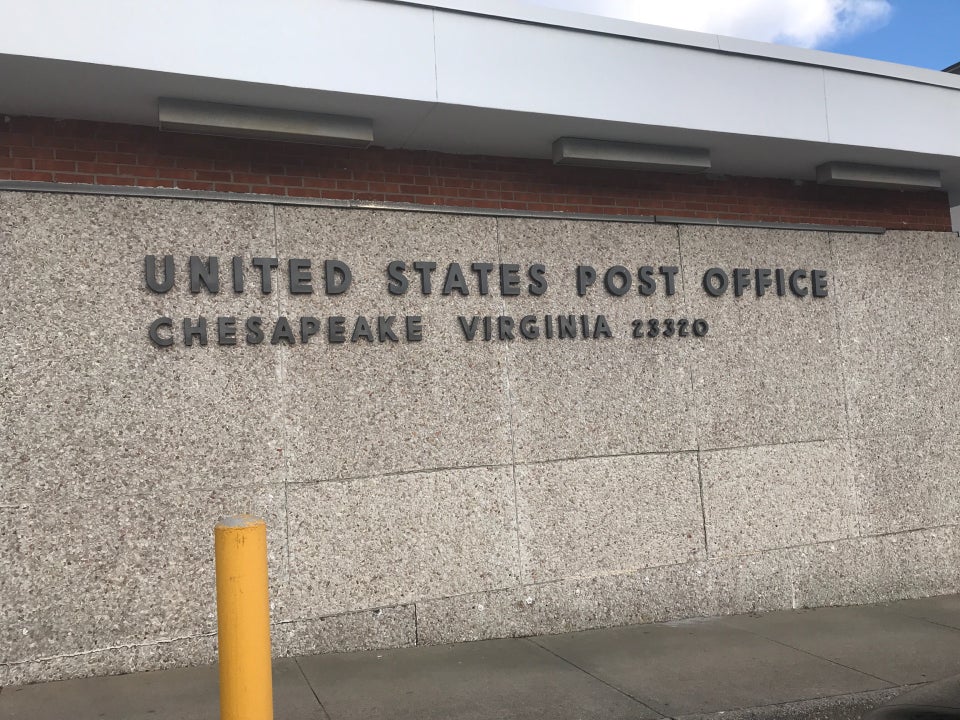 UNITED STATES POST OFFICE
CHESAPEAKE VIRGINIA 23320